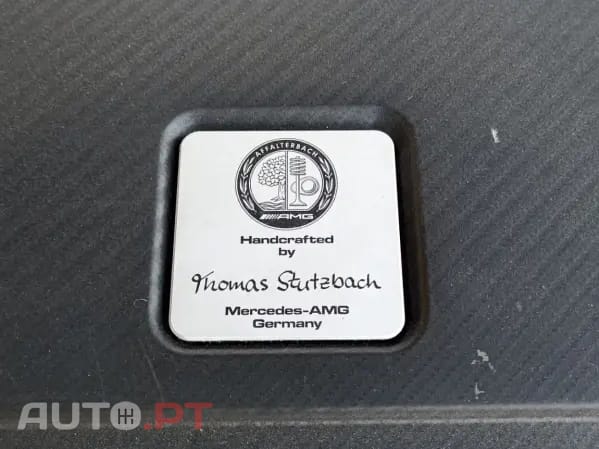 AFFALTERBACH
AMG
Handcrafted
by
Thomas Stutzbach
Mercedes-AMG
Germany
AUTO.PT